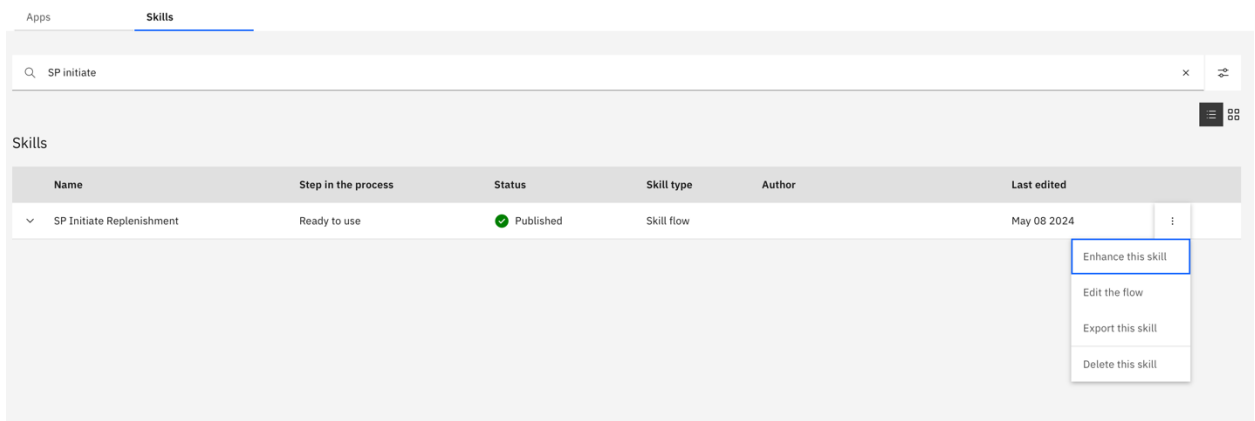 Apps Skills
SP initiate
Skills
Name Step in the process Status Skill type Author Last edited
SP Initiate Replenishment Ready to use Published Skill flow May 08 2024
Enhance this skill
Edit the flow
Export this skill
Delete this skill